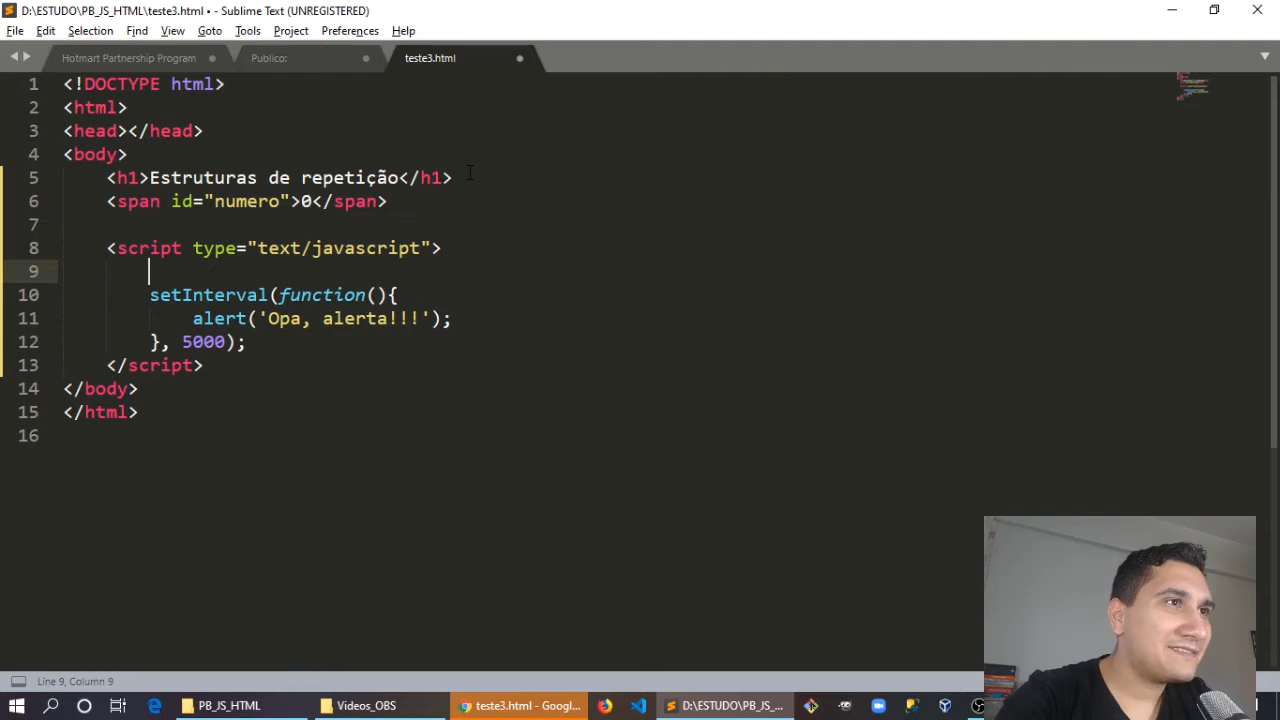 D:\ESTUDO\PB_JS_HTML\teste3.html • - Sublime Text (UNREGISTERED)
File Edit Selection Find View Goto Tools Project Preferences Help
Hotmart Partnership Program Publico: teste3.html
1 <!DOCTYPE html>
2 <html>
3 <head></head>
4 <body>
5 <h1>Estruturas de repetição</h1>
6 <span id="numero">0</span>
7
8 <script type="text/javascript">
9
10 setInterval(function(){
11 alert('Opa, alerta!!!');
12 }, 5000);
13 </script>
14 </body>
15 </html>
16
Line 9, Column 9
PB_JS_HTML Videos_OBS teste3.html - Googl... D:\ESTUDO\PB_JS_...